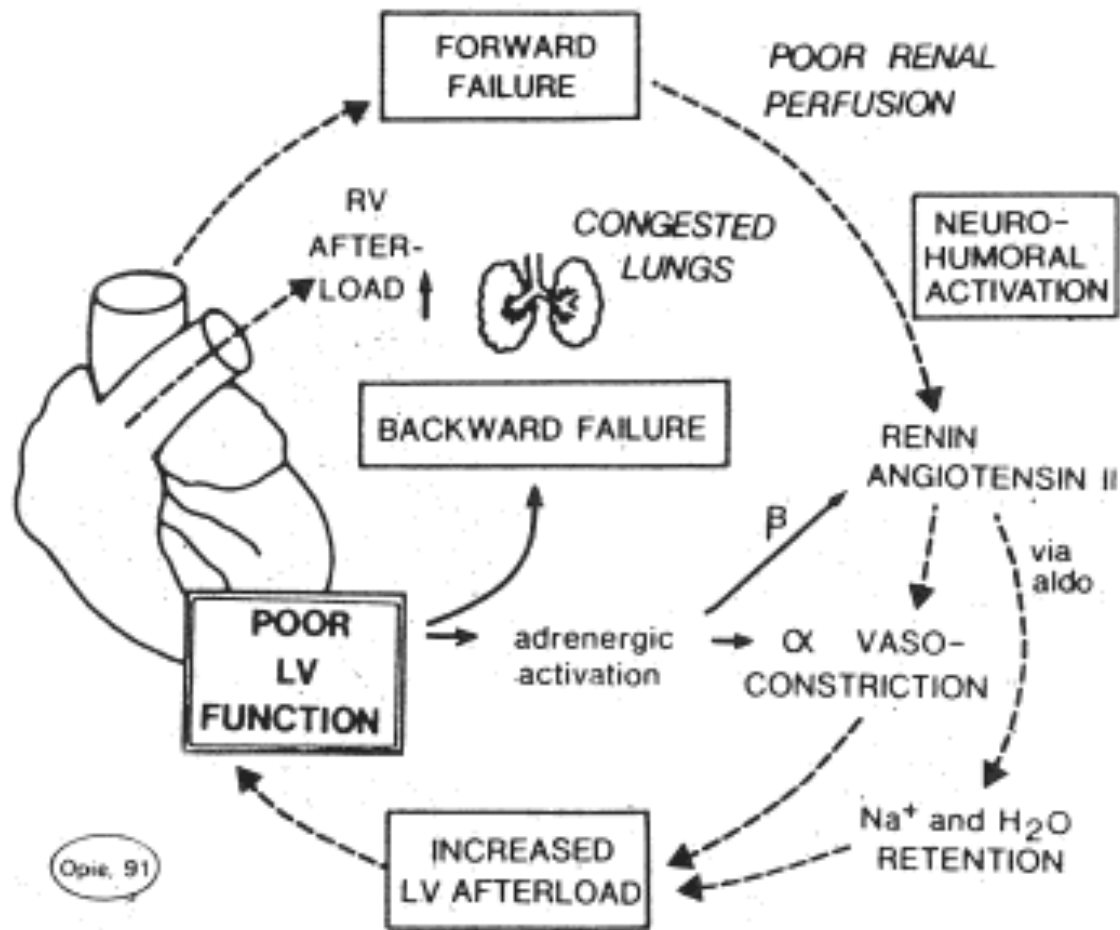 FORWARD
FAILURE
POOR RENAL
PERFUSION
RV
AFTER-
LOAD
CONGESTED
LUNGS
NEURO-
HUMORAL
ACTIVATION
BACKWARD FAILURE
RENIN
ANGIOTENSIN II
β
via
aldo
POOR
LV
FUNCTION
adrenergic
activation
α VASO-
CONSTRICTION
Na⁺ and H₂O
RETENTION
INCREASED
LV AFTERLOAD
Opie, 91